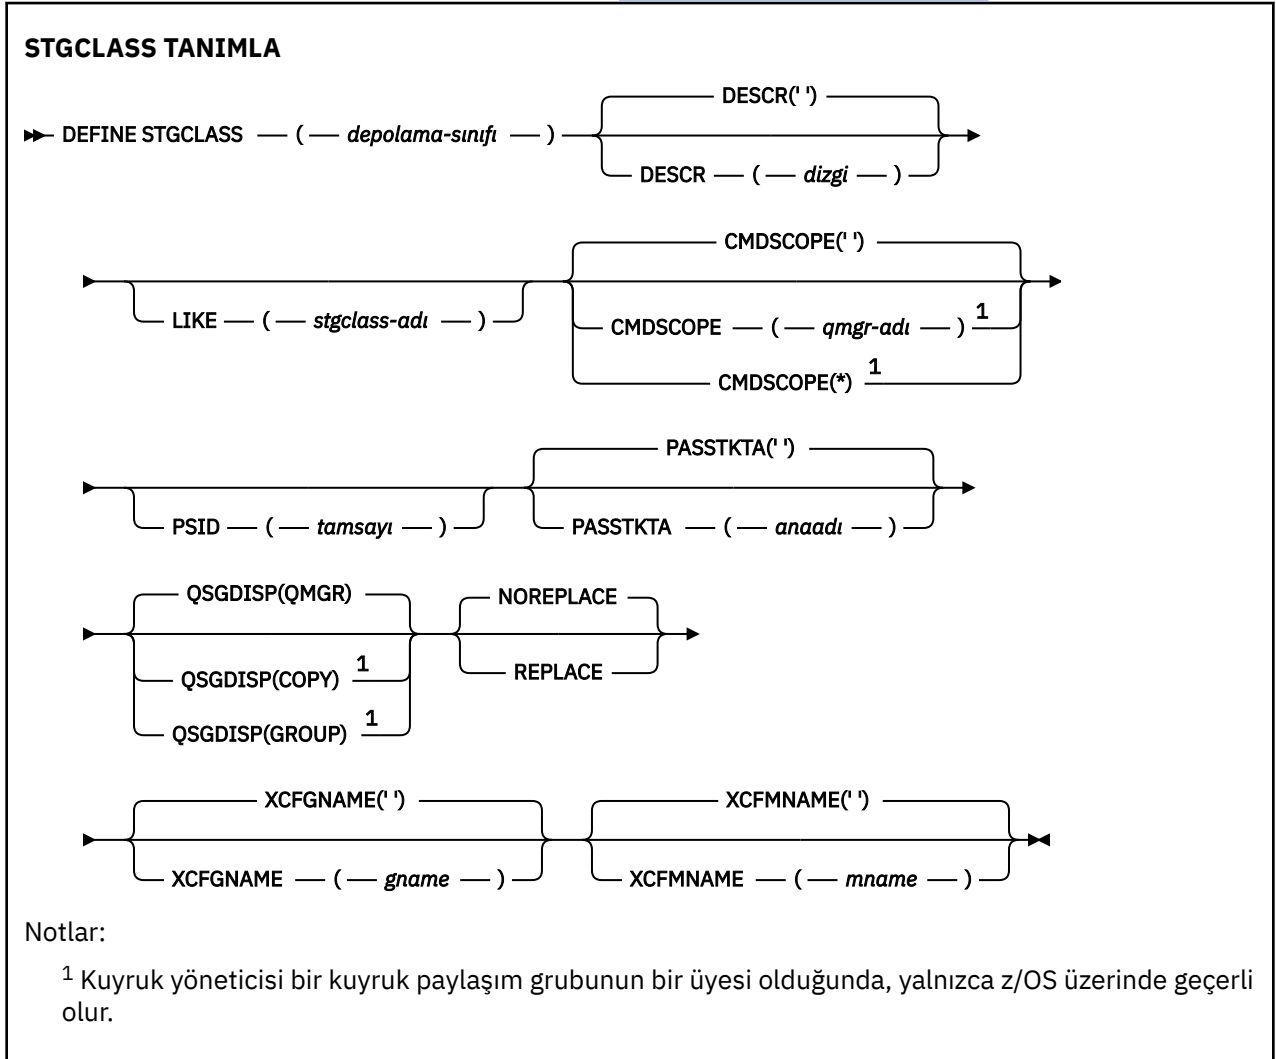 STGCLASS TANIMLA
DESCR(' ')
DEFINE STGCLASS ( depolama-sınıfı )
DESCR ( dizgi )
CMDSCOPE(' ')
LIKE ( stgclass-adı )
CMDSCOPE ( qmgr-adı ) 1
CMDSCOPE(*) 1
PASSTKTA(' ')
PSID ( tamsayı )
PASSTKTA ( anaadı )
QSGDISP(QMGR)
NOREPLACE
QSGDISP(COPY) 1
REPLACE
QSGDISP(GROUP) 1
XCFGNAME(' ')
XCFMNAME(' ')
XCFGNAME ( gname )
XCFMNAME ( mname )
Notlar:
1 Kuyruk yöneticisi bir kuyruk paylaşım grubunun bir üyesi olduğunda, yalnızca z/OS üzerinde geçerli
olur.